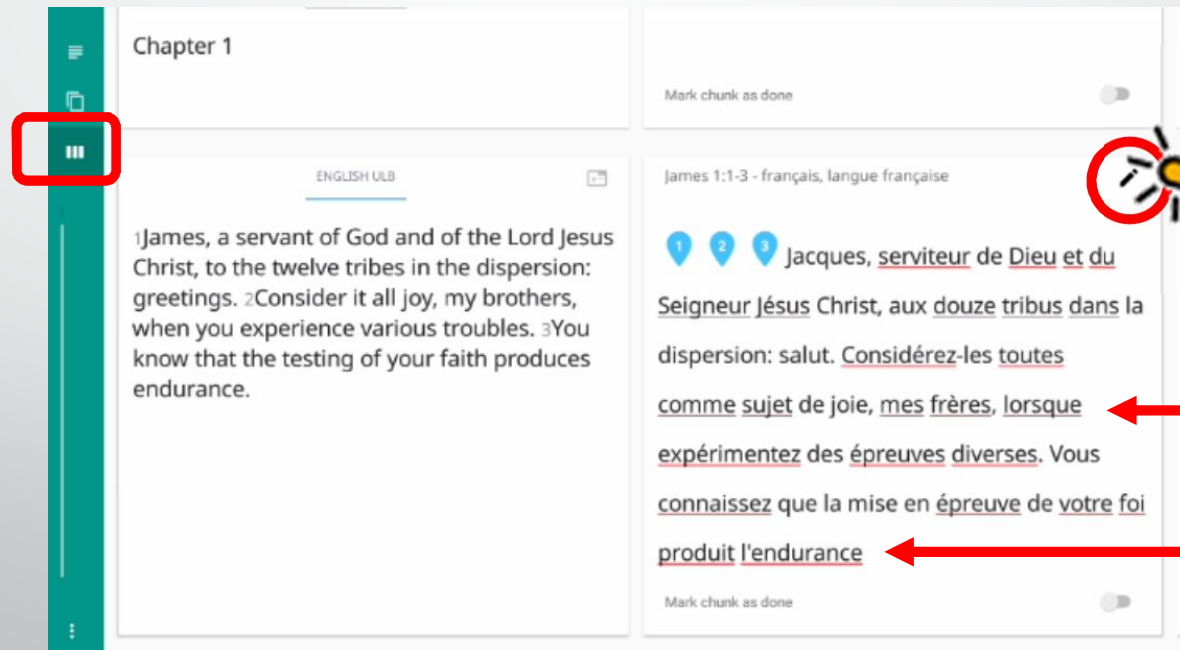 Chapter 1
Mark chunk as done
ENGLISH ULB
1James, a servant of God and of the Lord Jesus
Christ, to the twelve tribes in the dispersion:
greetings. 2Consider it all joy, my brothers,
when you experience various troubles. 3You
know that the testing of your faith produces
endurance.
James 1:1-3 - français, langue française
1 2 3 Jacques, serviteur de Dieu et du
Seigneur Jésus Christ, aux douze tribus dans la
dispersion: salut. Considérez-les toutes
comme sujet de joie, mes frères, lorsque
expérimentez des épreuves diverses. Vous
connaissez que la mise en épreuve de votre foi
produit l'endurance
Mark chunk as done